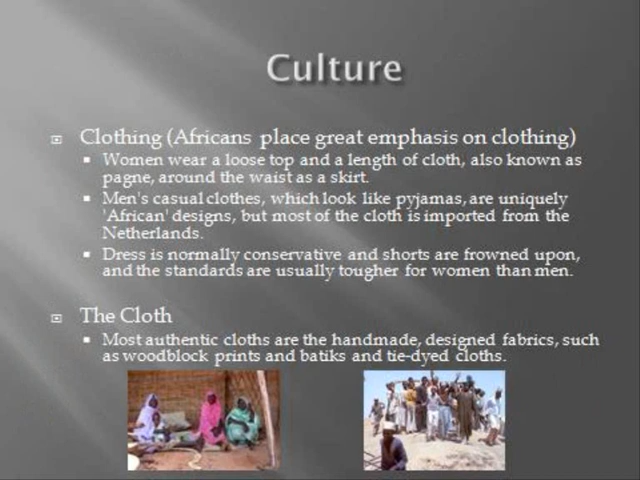 Culture
Clothing (Africans place great emphasis on clothing)
Women wear a loose top and a length of cloth, also known as
pagne, around the waist as a skirt.
Men's casual clothes, which look like pyjamas, are uniquely
'African' designs, but most of the cloth is imported from the
Netherlands.
Dress is normally conservative and shorts are frowned upon,
and the standards are usually tougher for women than men.
The Cloth
Most authentic cloths are the handmade, designed fabrics, such
as woodblock prints and batiks and tie-dyed cloths.